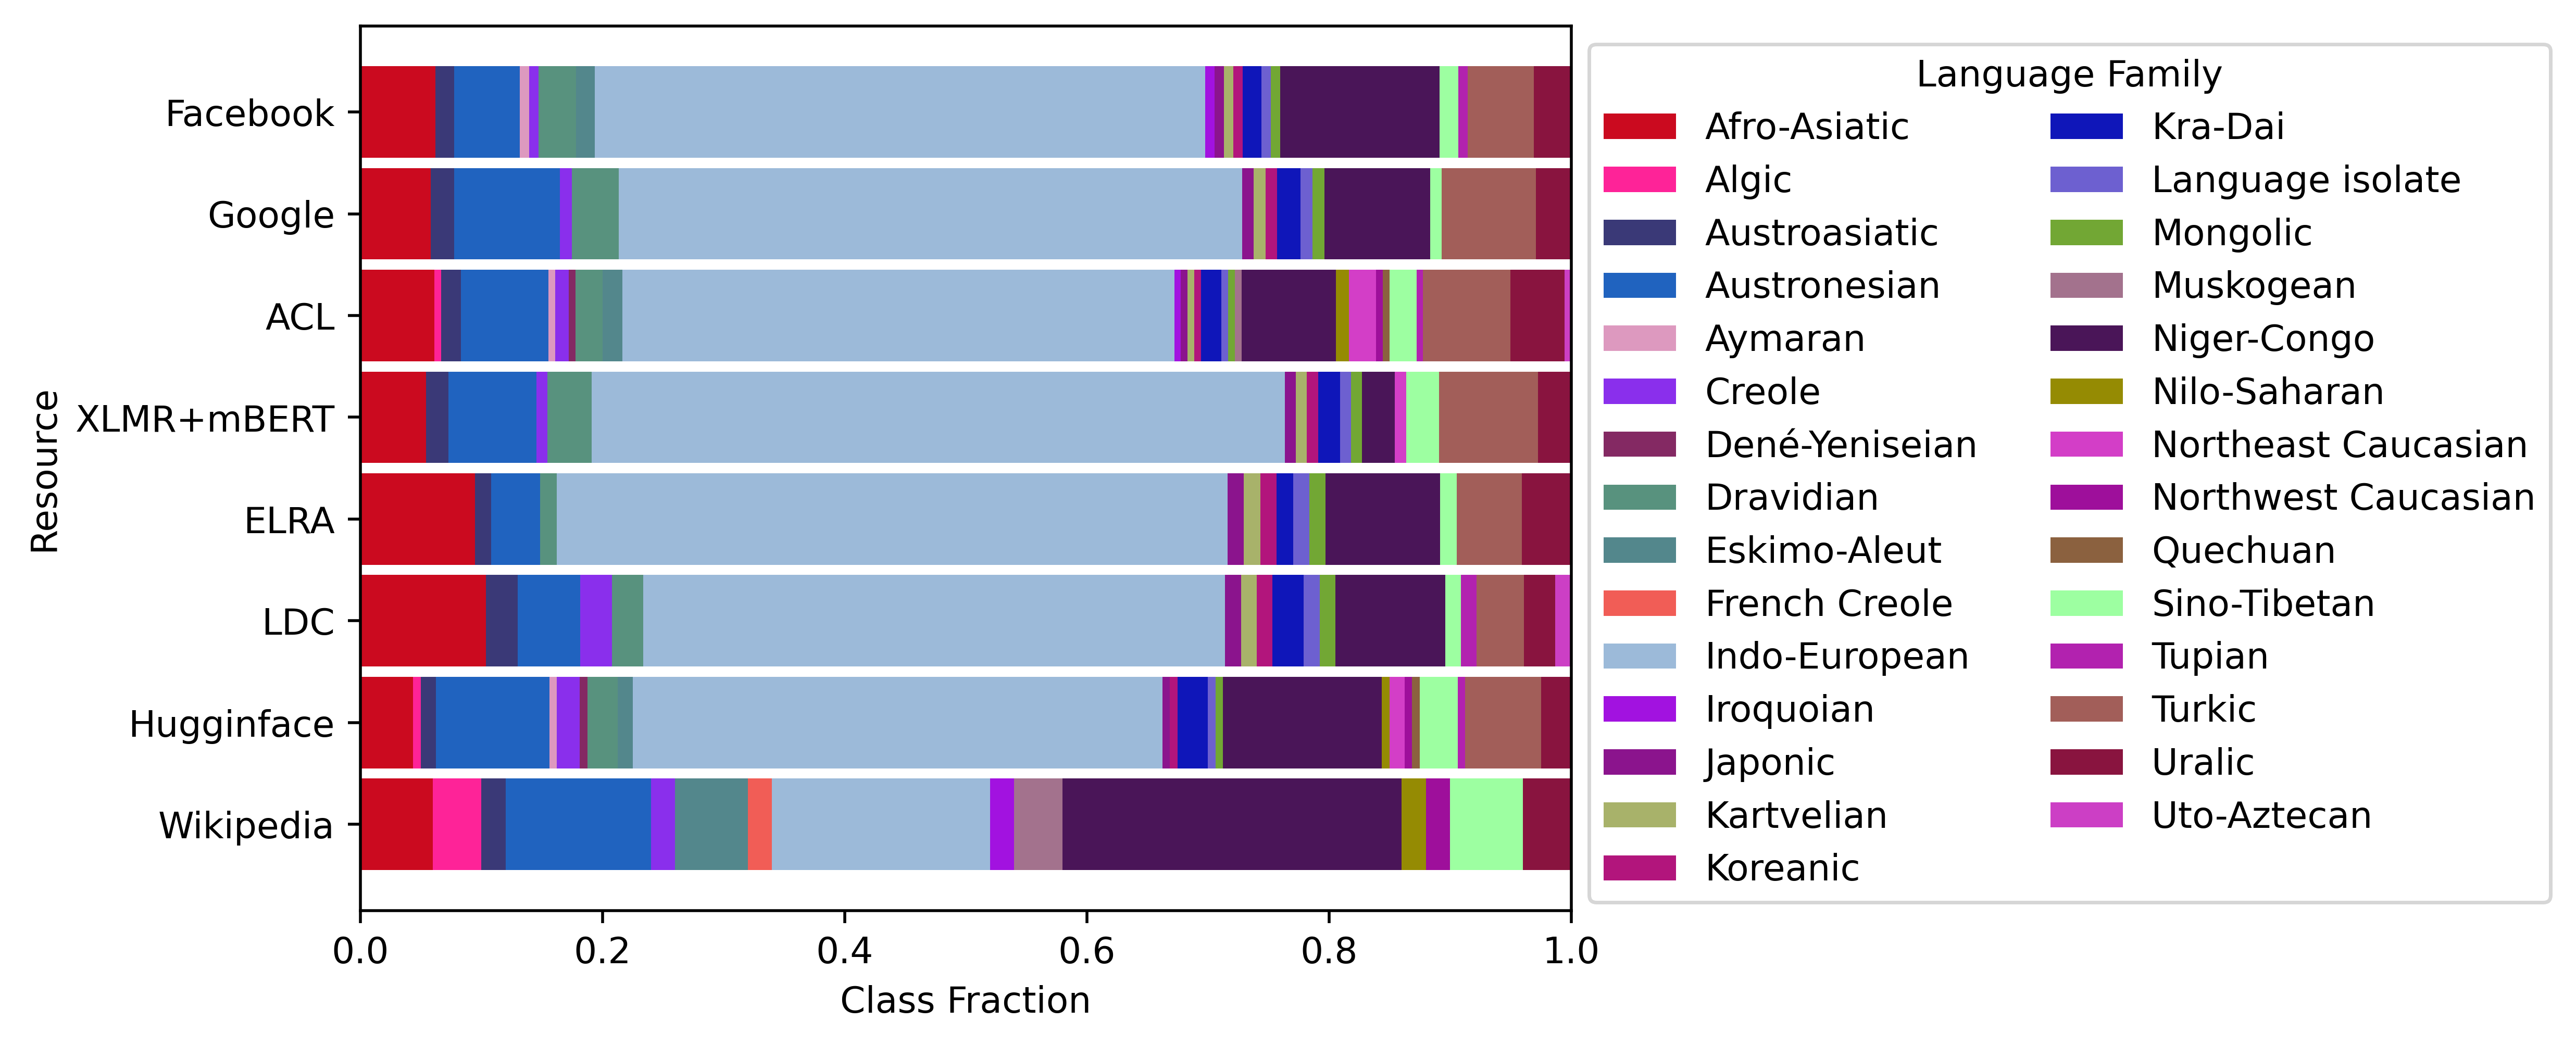 Resource
Facebook
Google
ACL
XLMR+mBERT
ELRA
LDC
Hugginface
Wikipedia
0.0 0.2 0.4 0.6 0.8 1.0
Class Fraction
Language Family
Afro-Asiatic
Algic
Austroasiatic
Austronesian
Aymaran
Creole
Dené-Yeniseian
Dravidian
Eskimo-Aleut
French Creole
Indo-European
Iroquoian
Japonic
Kartvelian
Koreanic
Kra-Dai
Language isolate
Mongolic
Muskogean
Niger-Congo
Nilo-Saharan
Northeast Caucasian
Northwest Caucasian
Quechuan
Sino-Tibetan
Tupian
Turkic
Uralic
Uto-Aztecan